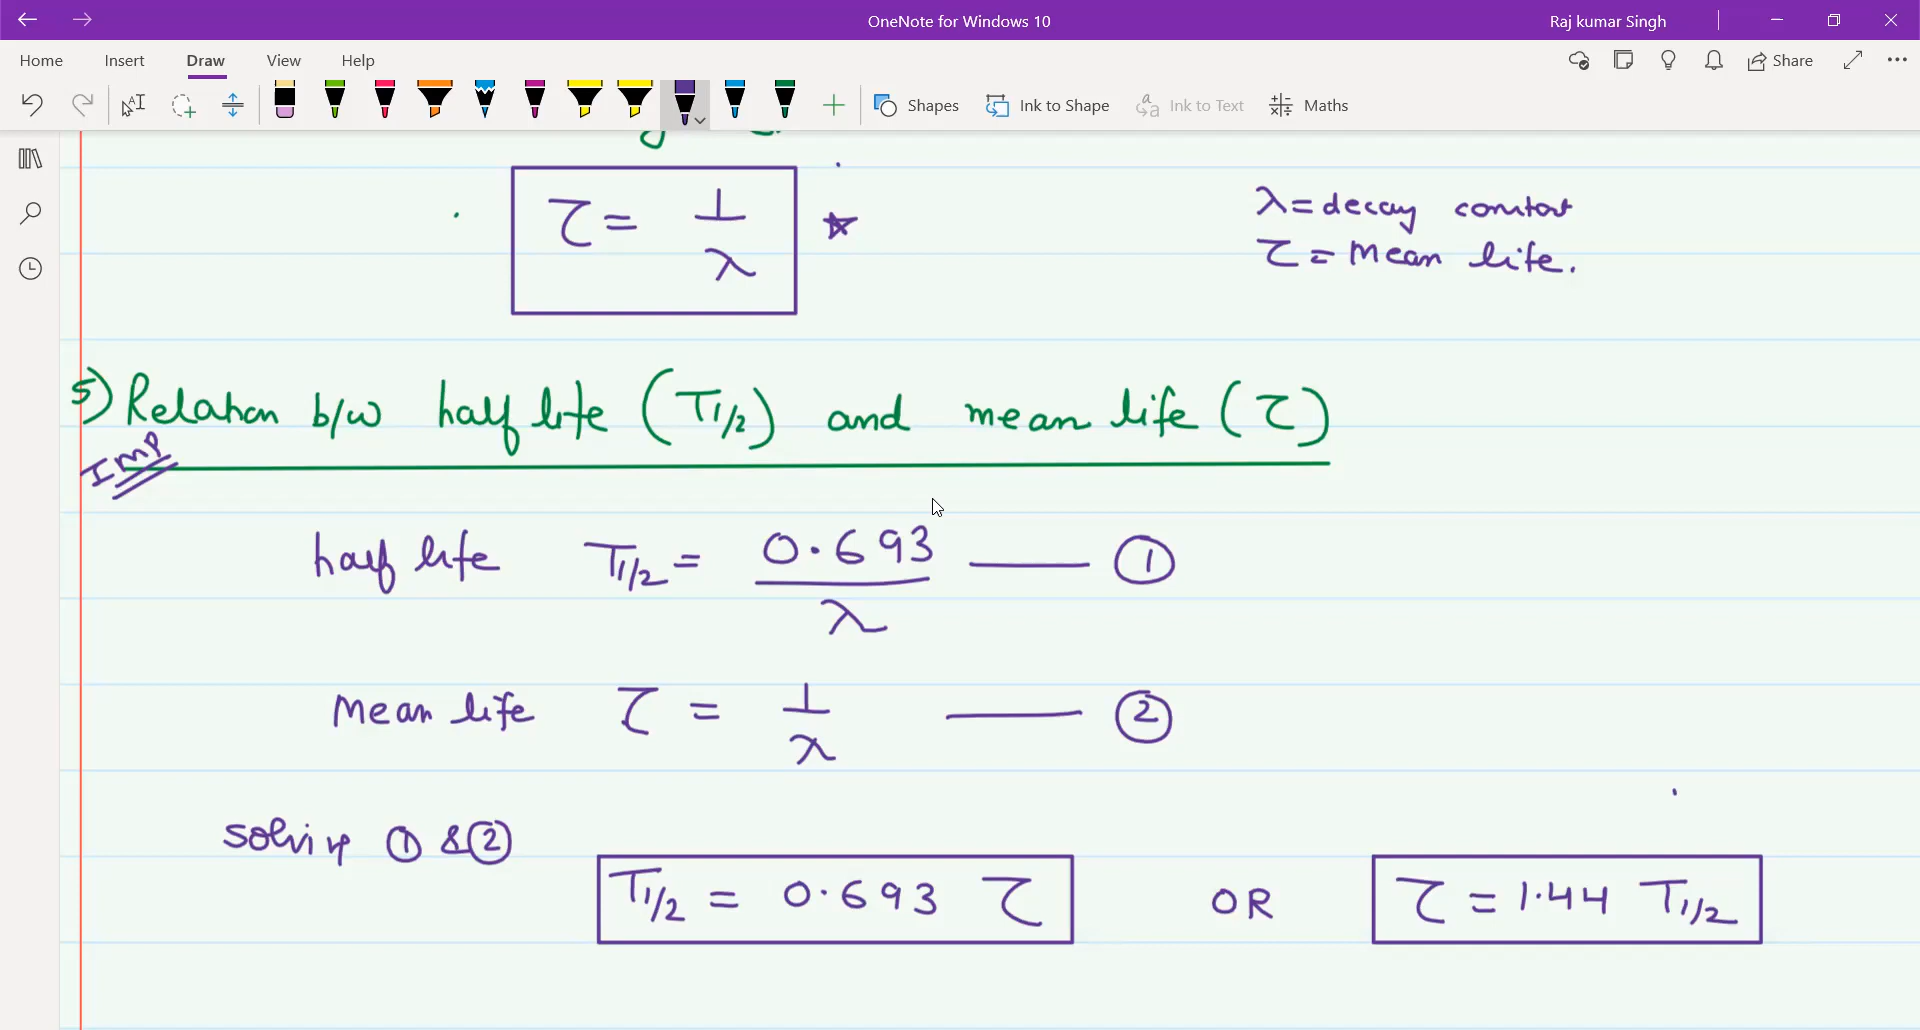 OneNote for Windows 10
Raj kumar Singh
Home Insert Draw View Help
Share
Shapes Ink to Shape Ink to Text Maths
τ = 1/λ
λ = decay constant
τ = Mean life.
5) Relation b/w half life (T1/2) and mean life (τ)
Imp
half life T1/2 = 0.693/λ —— ①
Mean life τ = 1/λ —— ②
solving ① & ②
T1/2 = 0.693 τ OR τ = 1.44 T1/2